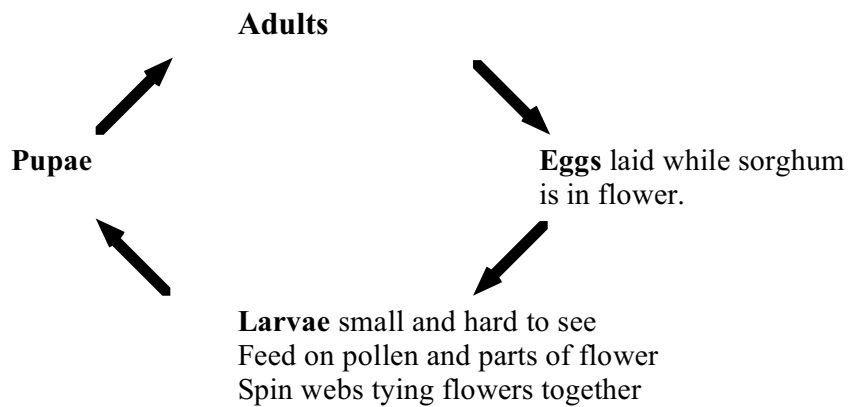 Adults
Pupae
Eggs laid while sorghum
is in flower.
Larvae small and hard to see
Feed on pollen and parts of flower
Spin webs tying flowers together